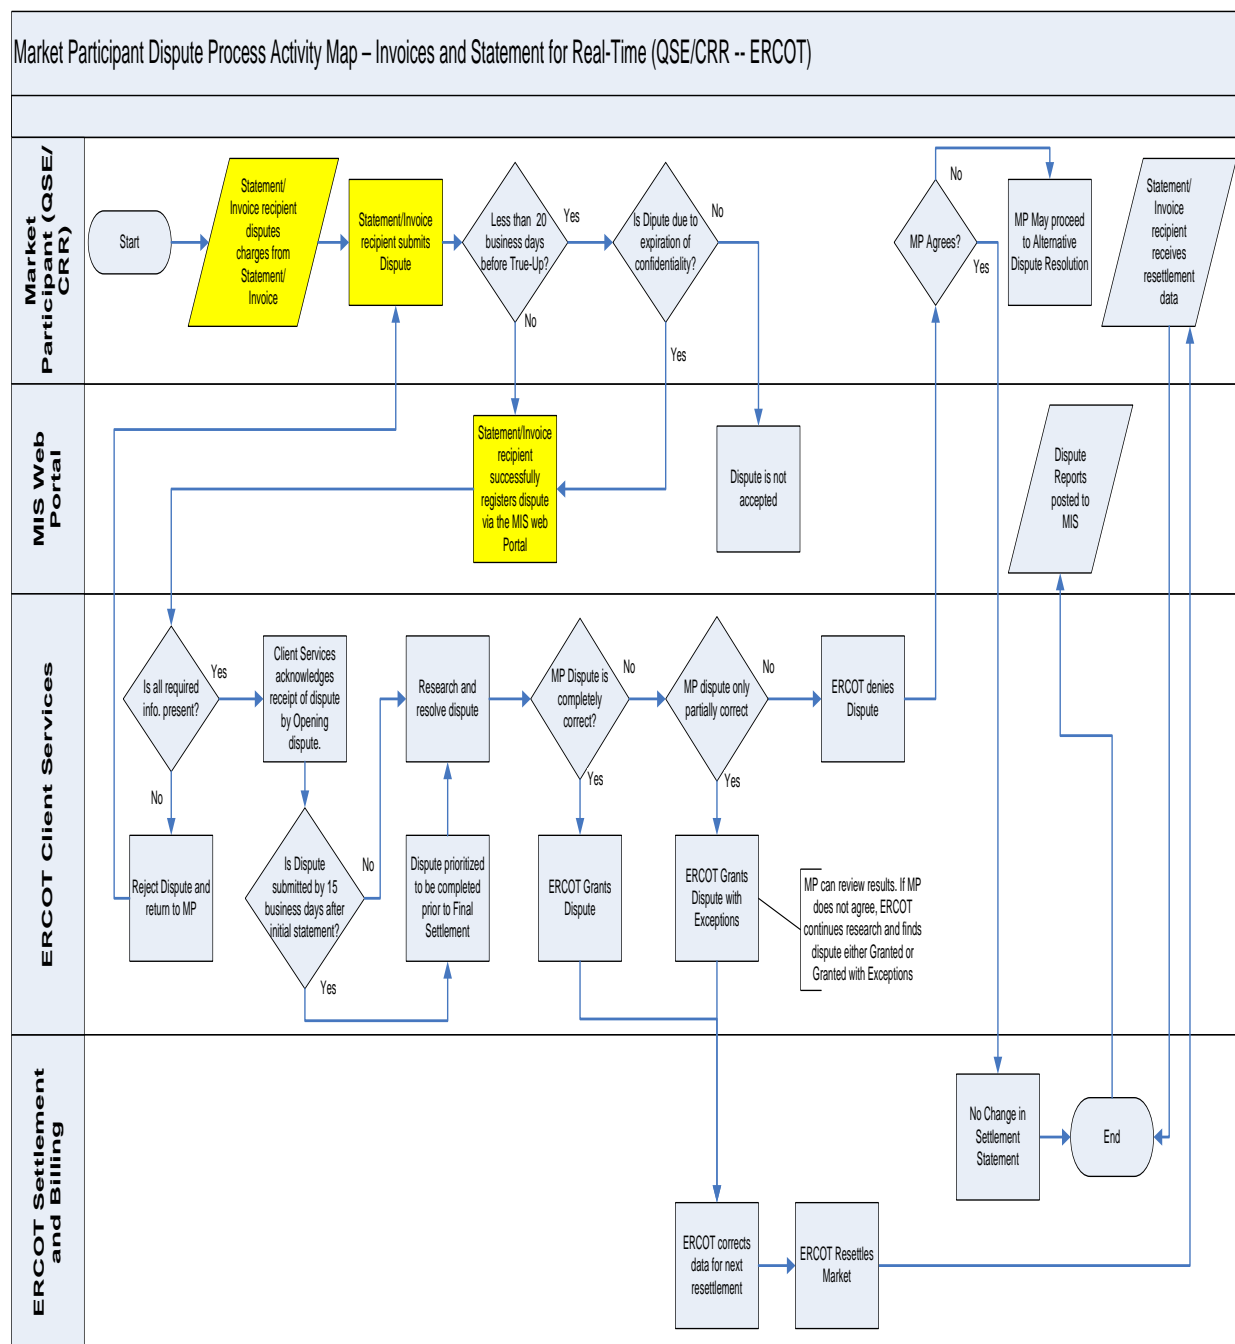 Market Participant Dispute Process Activity Map – Invoices and Statement for Real-Time (QSE/CRR -- ERCOT)
Market
Participant (QSE/
CRR)
Start
Statement/
Invoice recipient
disputes
charges from
Statement/
Invoice
Statement/Invoice
recipient submits
Dispute
Less than 20
business days
before True-Up?
Yes
No
Is Dipute due to
expiration of
confidentiality?
No
Yes
MP Agrees?
No
Yes
MP May proceed
to Alternative
Dispute Resolution
Statement/
Invoice
recipient
receives
resettlement
data
MIS Web
Portal
Statement/Invoice
recipient
successfully
registers dispute
via the MIS web
Portal
Dispute is not
accepted
Dispute
Reports
posted to
MIS
ERCOT Client Services
Is all required
info. present?
Yes
No
Client Services
acknowledges
receipt of dispute
by Opening
dispute.
Research and
resolve dispute
MP Dispute is
completely
correct?
No
Yes
MP dispute only
partially correct
No
Yes
ERCOT denies
Dispute
Reject Dispute and
return to MP
Is Dispute
submitted by 15
business days after
initial statement?
No
Yes
Dispute prioritized
to be completed
prior to Final
Settlement
ERCOT Grants
Dispute
ERCOT Grants
Dispute with
Exceptions
MP can review results. If MP
does not agree, ERCOT
continues research and finds
dispute either Granted or
Granted with Exceptions
ERCOT Settlement
and Billing
No Change in
Settlement
Statement
End
ERCOT corrects
data for next
resettlement
ERCOT Resettles
Market